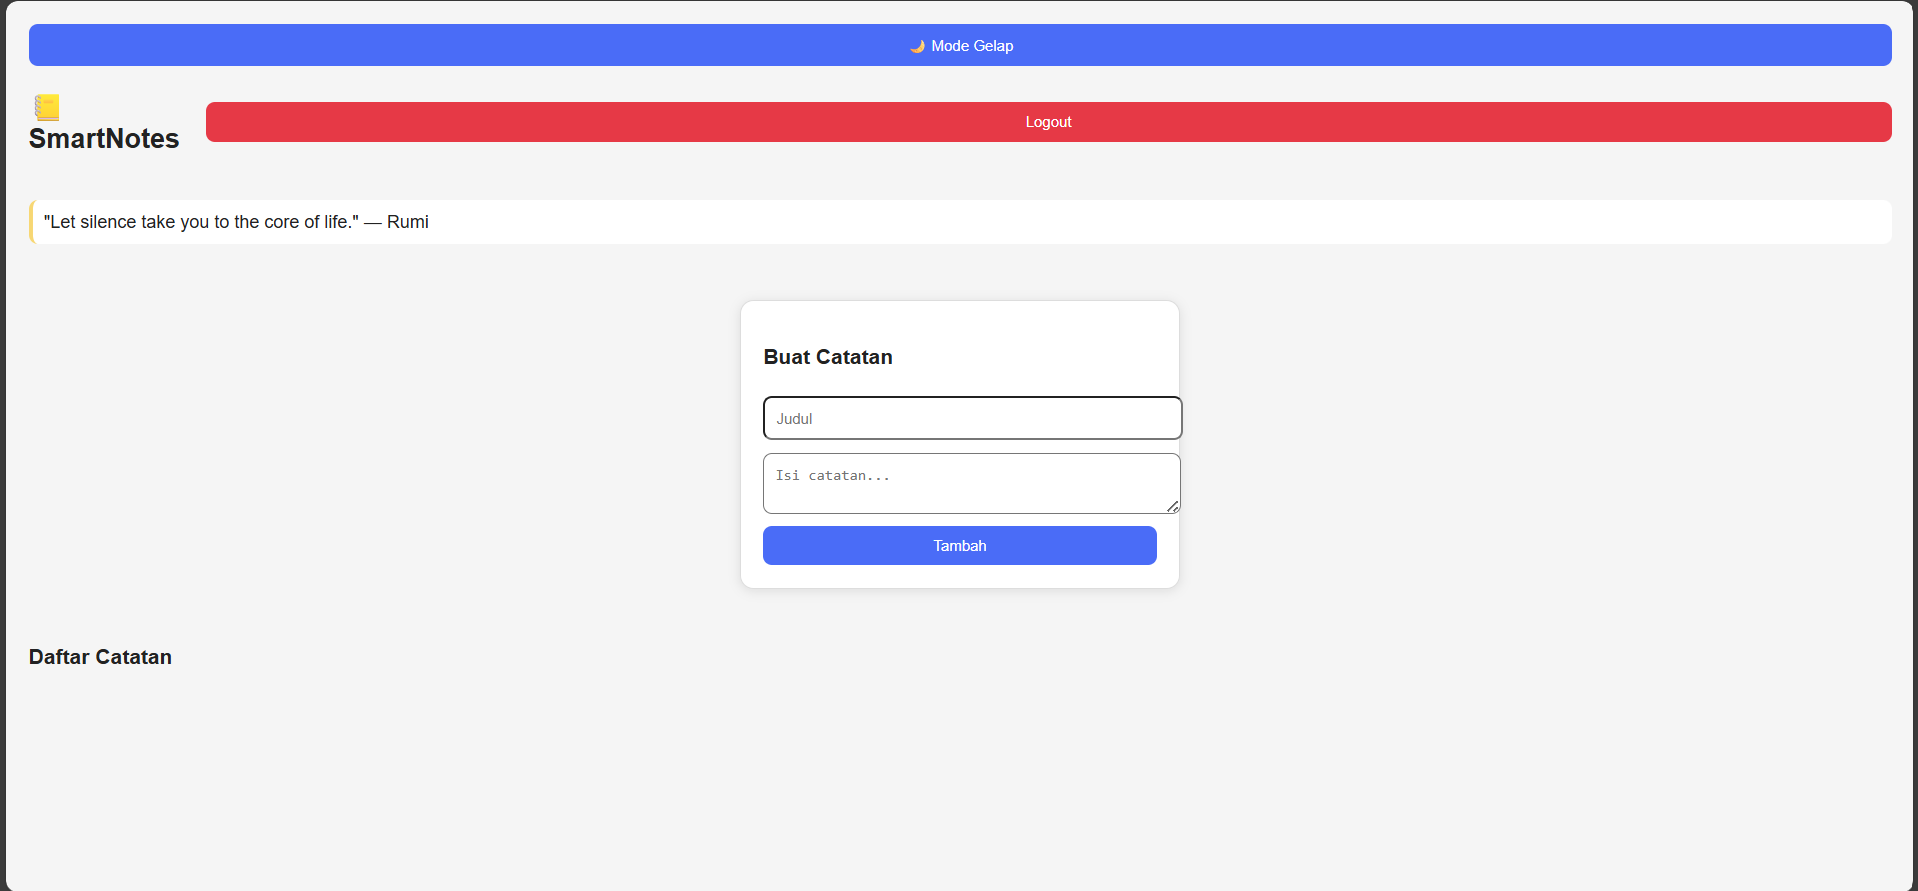 🌙 Mode Gelap
📒
SmartNotes
Logout
"Let silence take you to the core of life." — Rumi
Buat Catatan
Judul
Isi catatan...
Tambah
Daftar Catatan